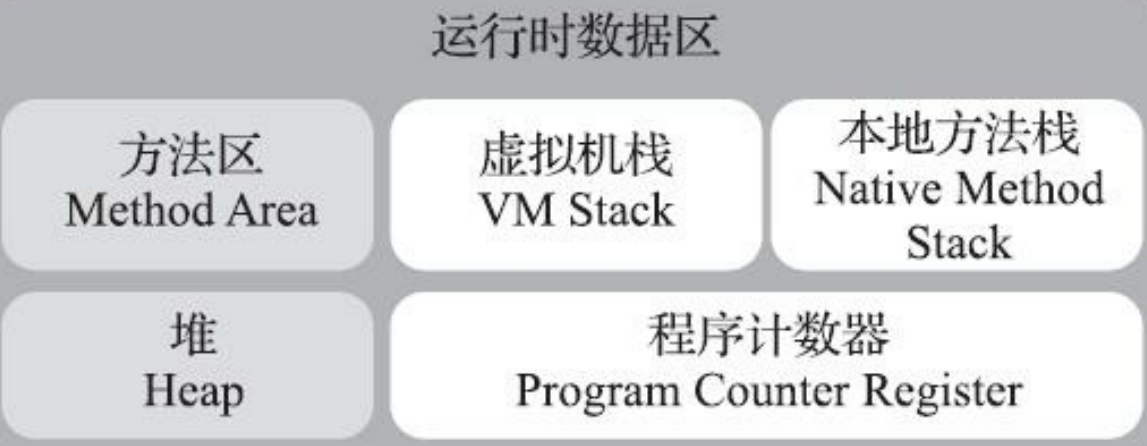 运行时数据区
方法区
Method Area
虚拟机栈
VM Stack
本地方法栈
Native Method
Stack
堆
Heap
程序计数器
Program Counter Register